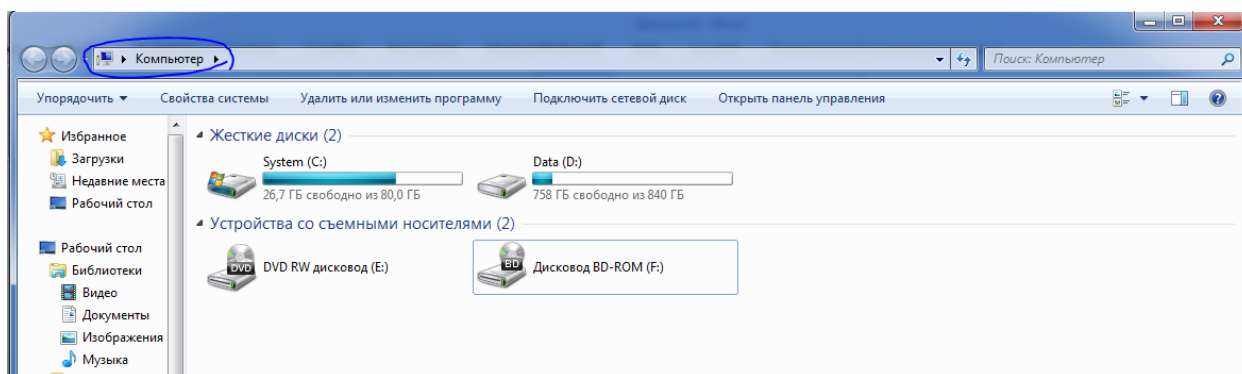 Компьютер
Поиск: Компьютер
Упорядочить Свойства системы Удалить или изменить программу Подключить сетевой диск Открыть панель управления
Избранное
Загрузки
Недавние места
Рабочий стол
Рабочий стол
Библиотеки
Видео
Документы
Изображения
Музыка
Жесткие диски (2)
System (C:)
26,7 ГБ свободно из 80,0 ГБ
Data (D:)
758 ГБ свободно из 840 ГБ
Устройства со съемными носителями (2)
DVD
DVD RW дисковод (E:)
BD
Дисковод BD-ROM (F:)